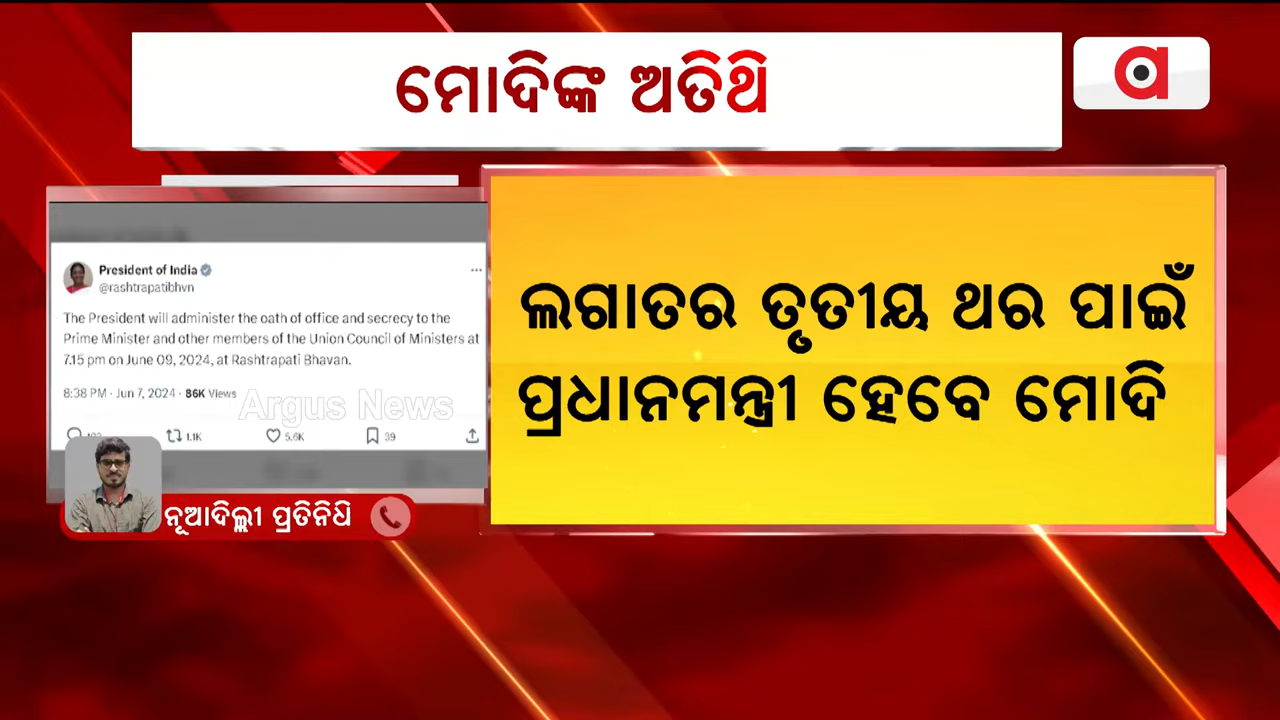 ମୋଦିଙ୍କ ଅତିଥି
President of India
@rashtrapatibhvn
The President will administer the oath of office and secrecy to the
Prime Minister and other members of the Union Council of Ministers at
7.15 pm on June 09, 2024, at Rashtrapati Bhavan.
8:38 PM · Jun 7, 2024 · 86K Views
Argus News
1.1K 5.6K 39
ନୂଆଦିଲ୍ଲୀ ପ୍ରତିନିଧି
ଲଗାତର ତୃତୀୟ ଥର ପାଇଁ
ପ୍ରଧାନମନ୍ତ୍ରୀ ହେବେ ମୋଦି